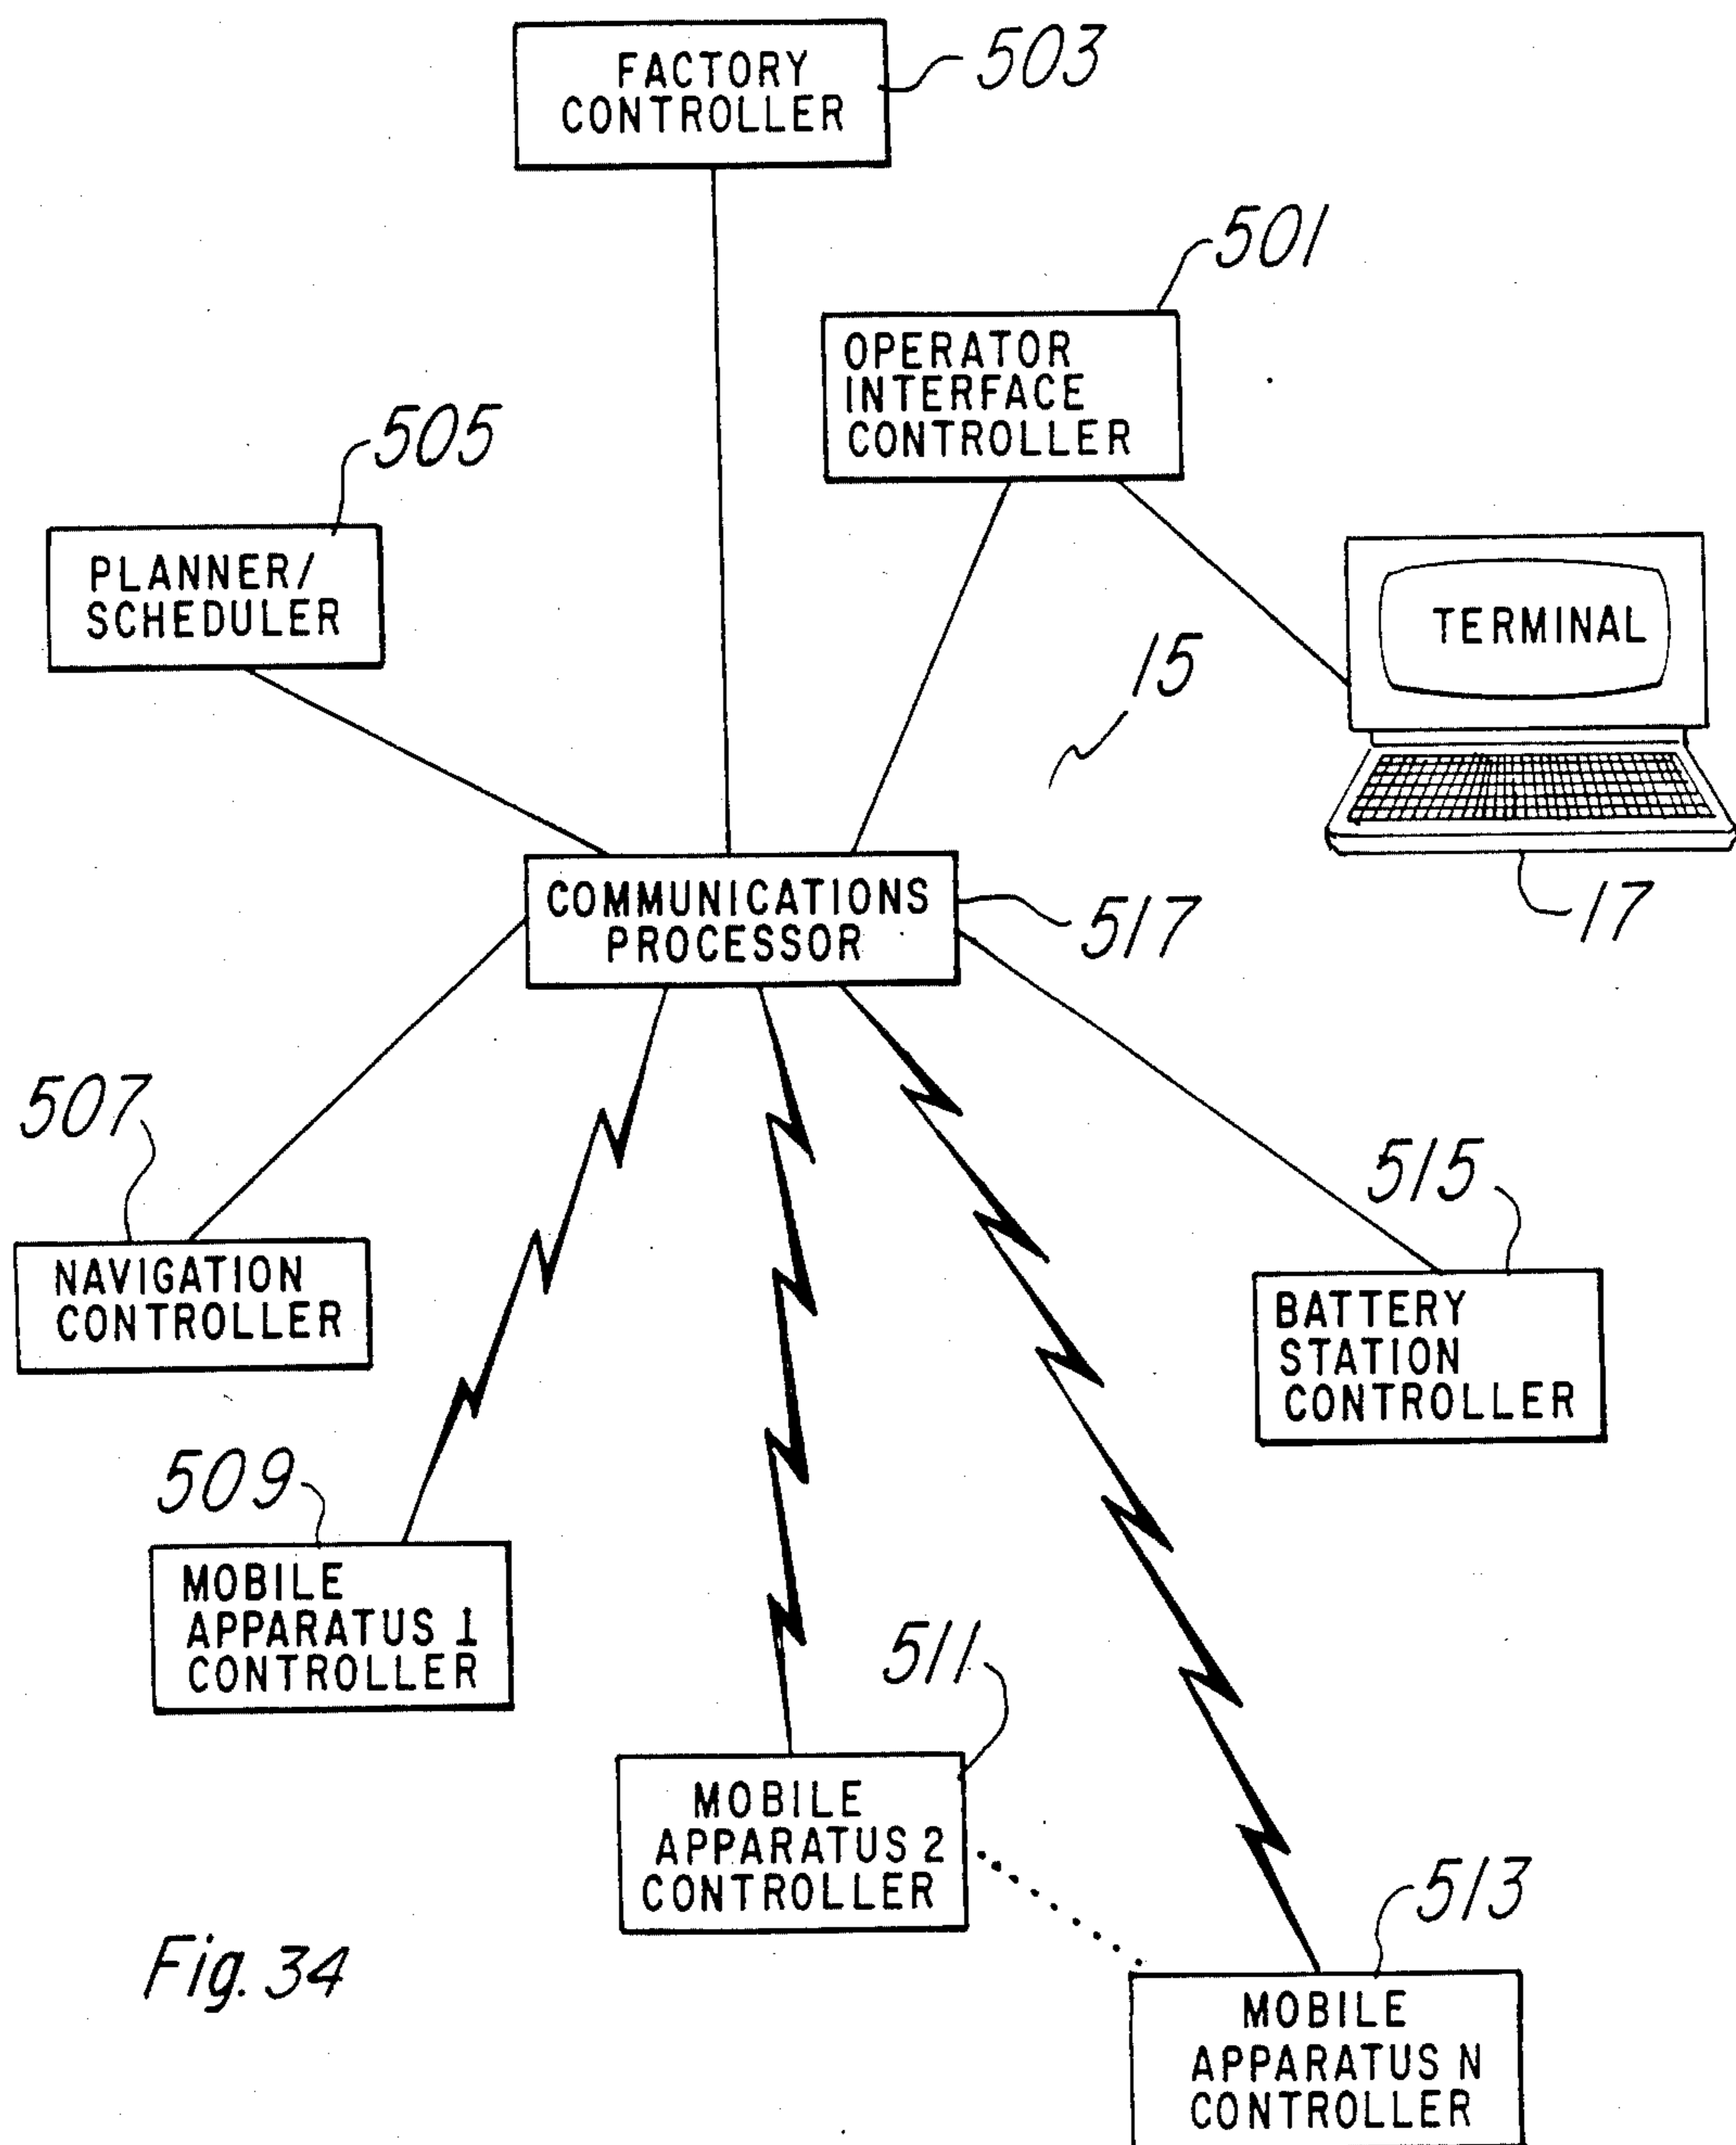 FACTORY
CONTROLLER
503
501
OPERATOR
INTERFACE
CONTROLLER
505
PLANNER/
SCHEDULER
TERMINAL
15
COMMUNICATIONS
PROCESSOR
517
17
507
NAVIGATION
CONTROLLER
515
BATTERY
STATION
CONTROLLER
509
MOBILE
APPARATUS 1
CONTROLLER
511
MOBILE
APPARATUS 2
CONTROLLER
513
MOBILE
APPARATUS N
CONTROLLER
Fig. 34